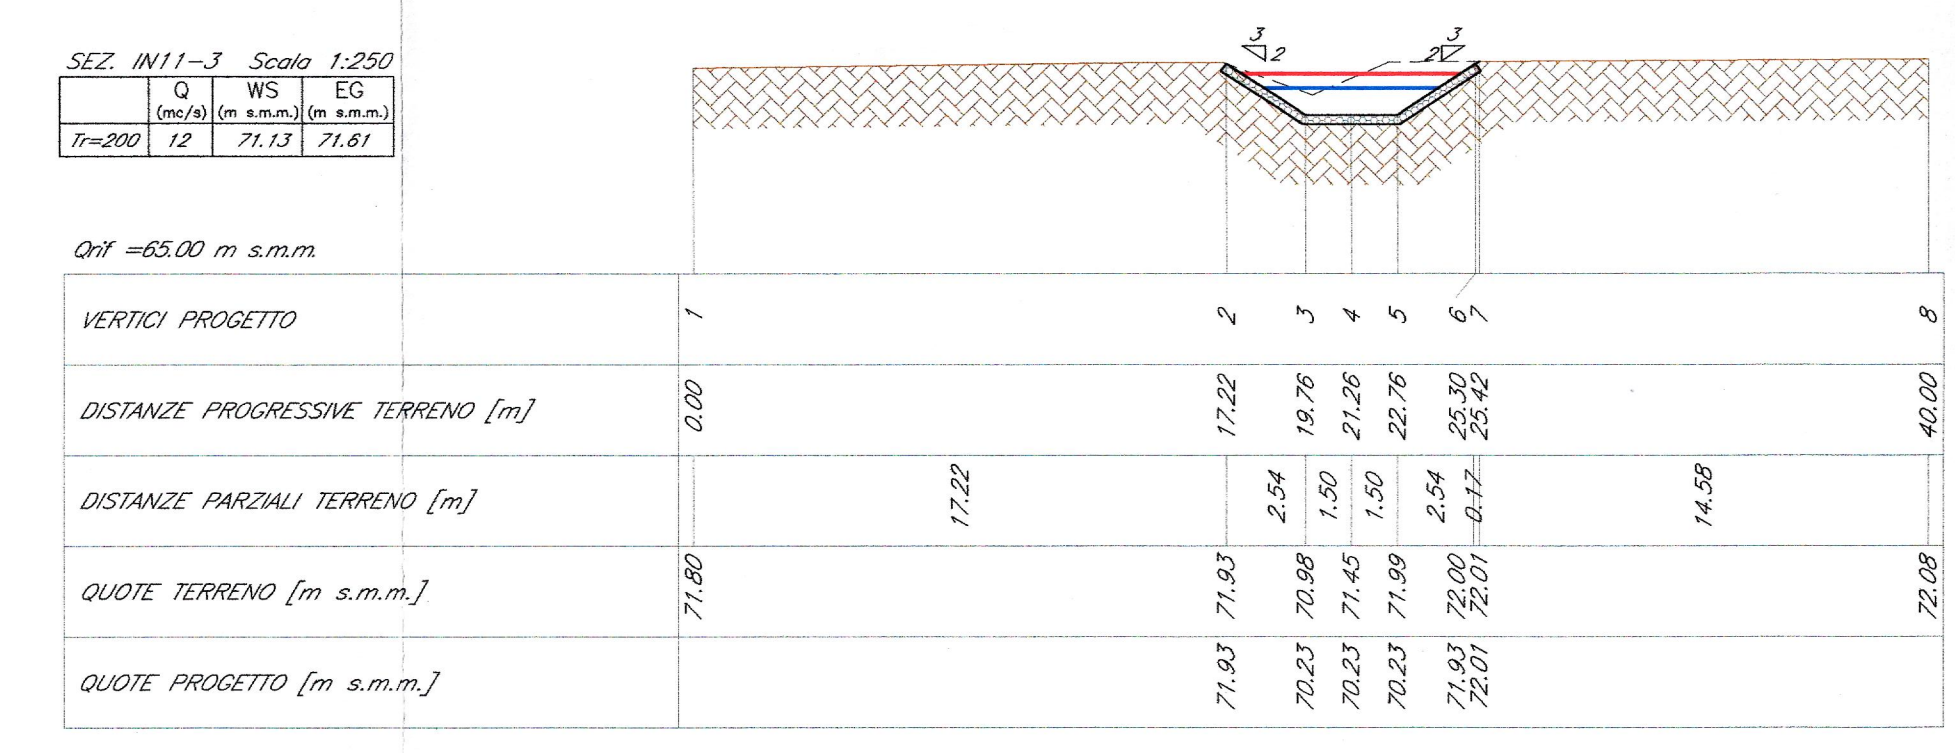 SEZ. IN11-3 Scala 1:250
Q WS EG
(mc/s) (m s.m.m.) (m s.m.m.)
Tr=200 12 71.13 71.61
3 2 2 3
Qrif =65.00 m s.m.m.
VERTICI PROGETTO 1 2 3 4 5 6 7 8
DISTANZE PROGRESSIVE TERRENO [m] 0.00 17.22 19.76 21.26 22.76 25.30 25.42 40.00
DISTANZE PARZIALI TERRENO [m] 17.22 2.54 1.50 1.50 2.54 0.17 14.58
QUOTE TERRENO [m s.m.m.] 71.80 71.93 70.98 71.45 71.99 72.00 72.01 72.08
QUOTE PROGETTO [m s.m.m.] 71.93 70.23 70.23 70.23 71.93 72.01